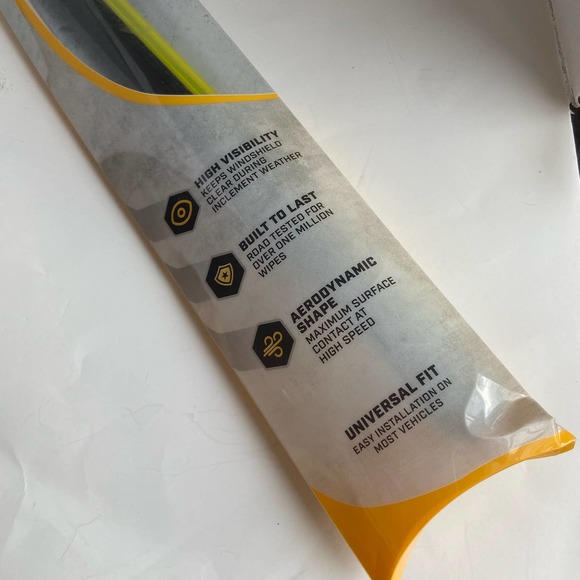 HIGH VISIBILITY
KEEPS WINDSHIELD
CLEAR DURING
INCLEMENT WEATHER
BUILT TO LAST
ROAD TESTED FOR
OVER ONE MILLION
WIPES
AERODYNAMIC
SHAPE
MAXIMUM SURFACE
CONTACT AT
HIGH SPEED
UNIVERSAL FIT
EASY INSTALLATION ON
MOST VEHICLES